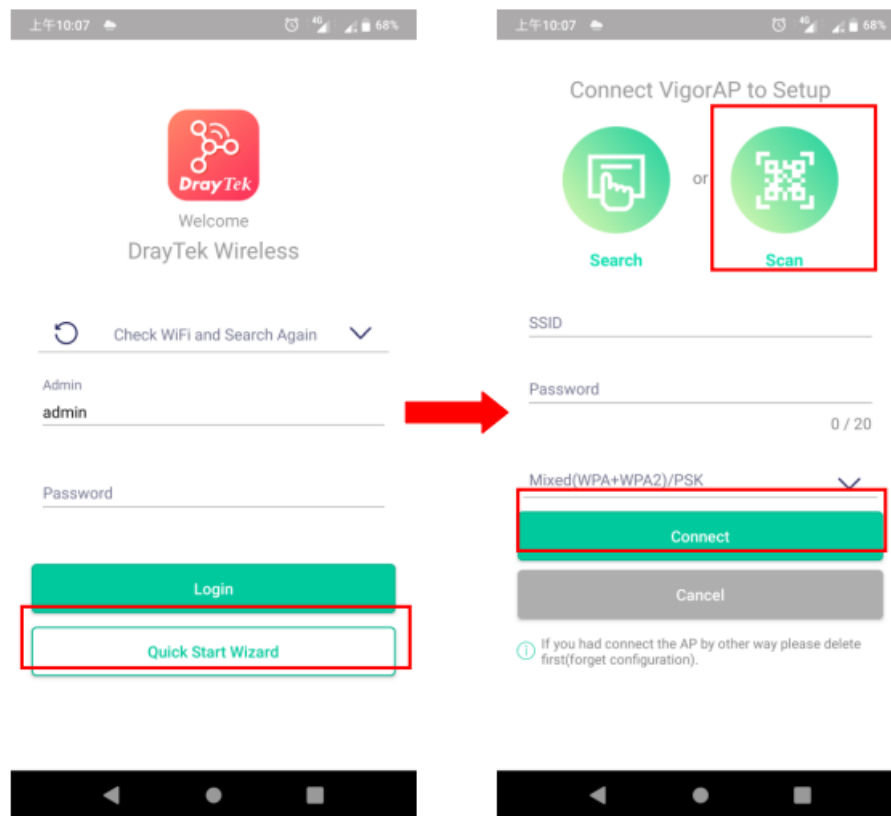 上午10:07
4G
68%
DrayTek
Welcome
DrayTek Wireless
Check WiFi and Search Again
Admin
admin
Password
Login
Quick Start Wizard
上午10:07
4G
68%
Connect VigorAP to Setup
or
Search
Scan
SSID
Password
0 / 20
Mixed(WPA+WPA2)/PSK
Connect
Cancel
If you had connect the AP by other way please delete
first(forget configuration).